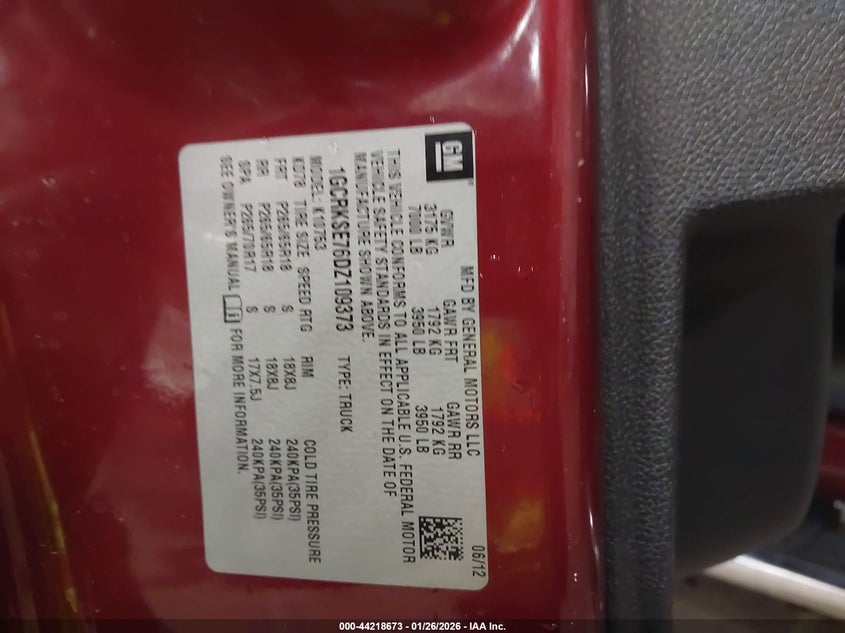 GM
MFD BY GENERAL MOTORS LLC 06/12
GVWR GAWR FRT GAWR RR
3175 KG 1792 KG 1792 KG
7000 LB 3950 LB 3950 LB
THIS VEHICLE CONFORMS TO ALL APPLICABLE U.S. FEDERAL MOTOR
VEHICLE SAFETY STANDARDS IN EFFECT ON THE DATE OF
MANUFACTURE SHOWN ABOVE.
1GCRKSE76DZ109373 TYPE: TRUCK
MODEL: K10753
KD78 TIRE SIZE SPEED RTG RIM COLD TIRE PRESSURE
FRT P265/65R18 S 18X8J 240KPA(35PSI)
RR P265/65R18 S 18X8J 240KPA(35PSI)
SPA P265/70R17 S 17X7.5J 240KPA(35PSI)
SEE OWNER'S MANUAL FOR MORE INFORMATION.
000-44218673 — 01/26/2026 - IAA Inc.